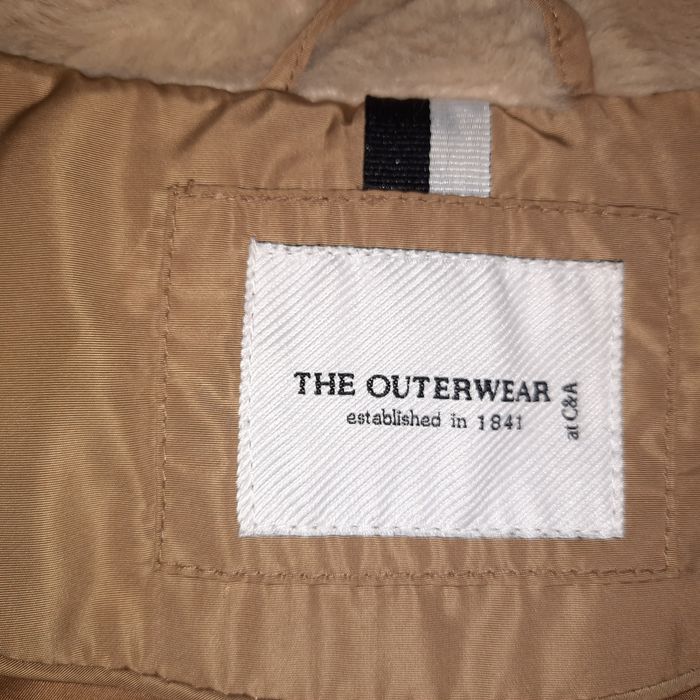 THE OUTERWEAR
established in 1841
at C&A